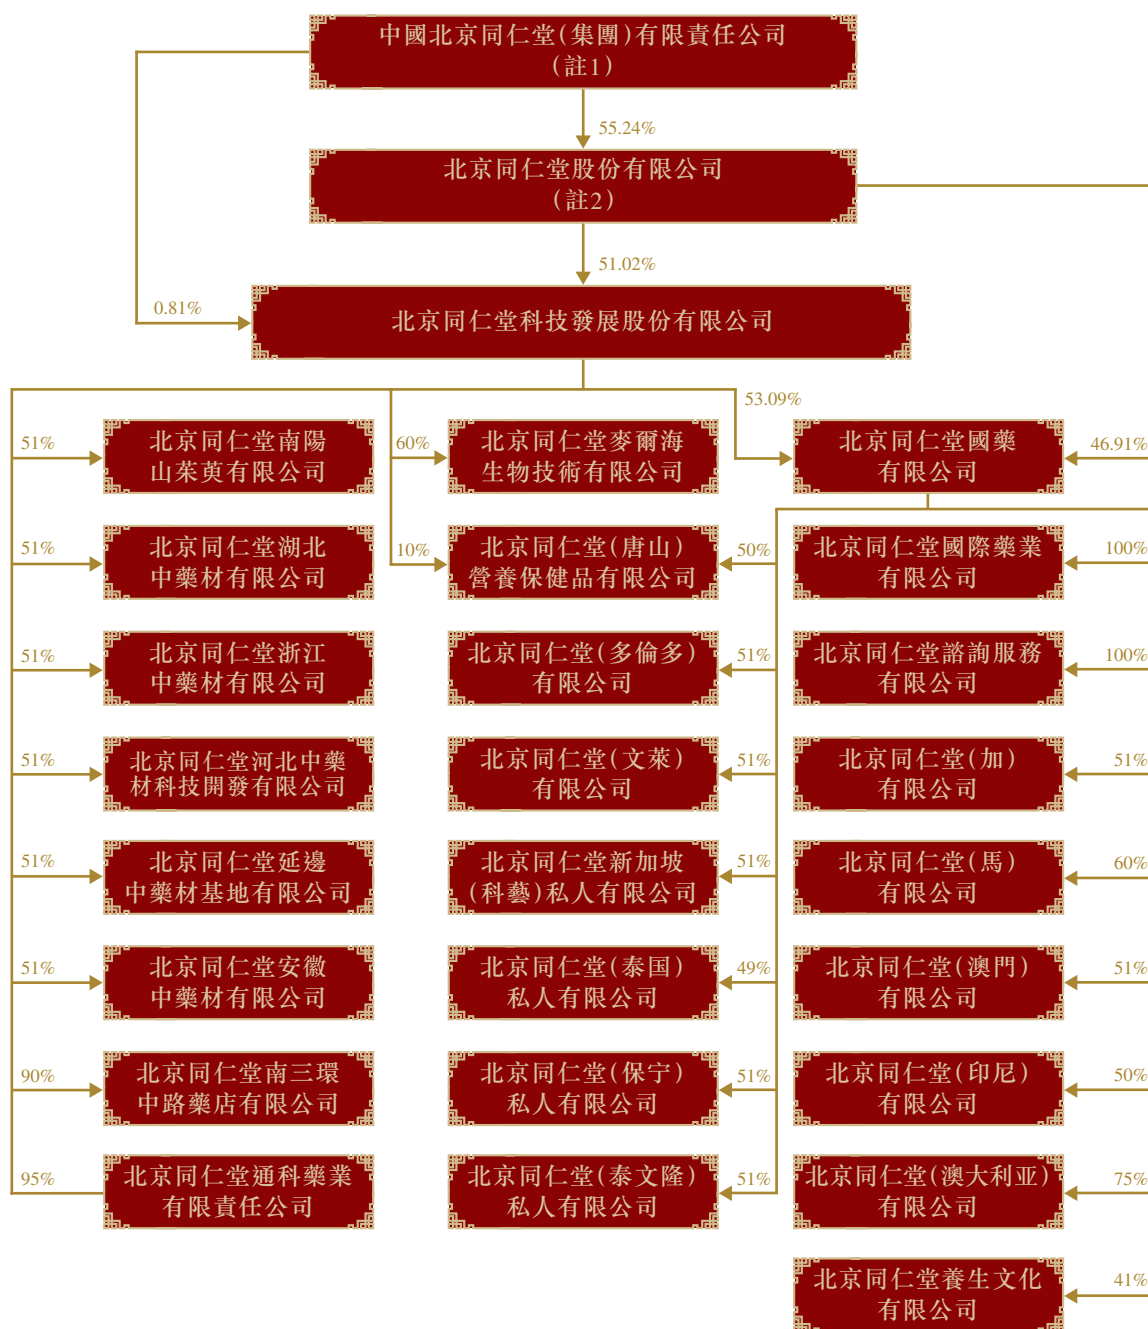 中國北京同仁堂(集團)有限責任公司
(註1)
55.24%
北京同仁堂股份有限公司
(註2)
51.02%
0.81%
北京同仁堂科技發展股份有限公司
53.09%
51%
北京同仁堂南陽
山茱萸有限公司
60%
北京同仁堂麥爾海
生物技術有限公司
北京同仁堂國藥
有限公司
46.91%
51%
北京同仁堂湖北
中藥材有限公司
10%
北京同仁堂(唐山)
營養保健品有限公司
50%
北京同仁堂國際藥業
有限公司
100%
51%
北京同仁堂浙江
中藥材有限公司
北京同仁堂(多倫多)
有限公司
51%
北京同仁堂諮詢服務
有限公司
100%
51%
北京同仁堂河北中藥
材科技開發有限公司
北京同仁堂(文萊)
有限公司
51%
北京同仁堂(加)
有限公司
51%
51%
北京同仁堂延邊
中藥材基地有限公司
北京同仁堂新加坡
(科藝)私人有限公司
51%
北京同仁堂(馬)
有限公司
60%
51%
北京同仁堂安徽
中藥材有限公司
北京同仁堂(泰国)
私人有限公司
49%
北京同仁堂(澳門)
有限公司
51%
90%
北京同仁堂南三環
中路藥店有限公司
北京同仁堂(保宁)
私人有限公司
51%
北京同仁堂(印尼)
有限公司
50%
95%
北京同仁堂通科藥業
有限責任公司
北京同仁堂(泰文隆)
私人有限公司
51%
北京同仁堂(澳大利亚)
有限公司
75%
北京同仁堂養生文化
有限公司
41%